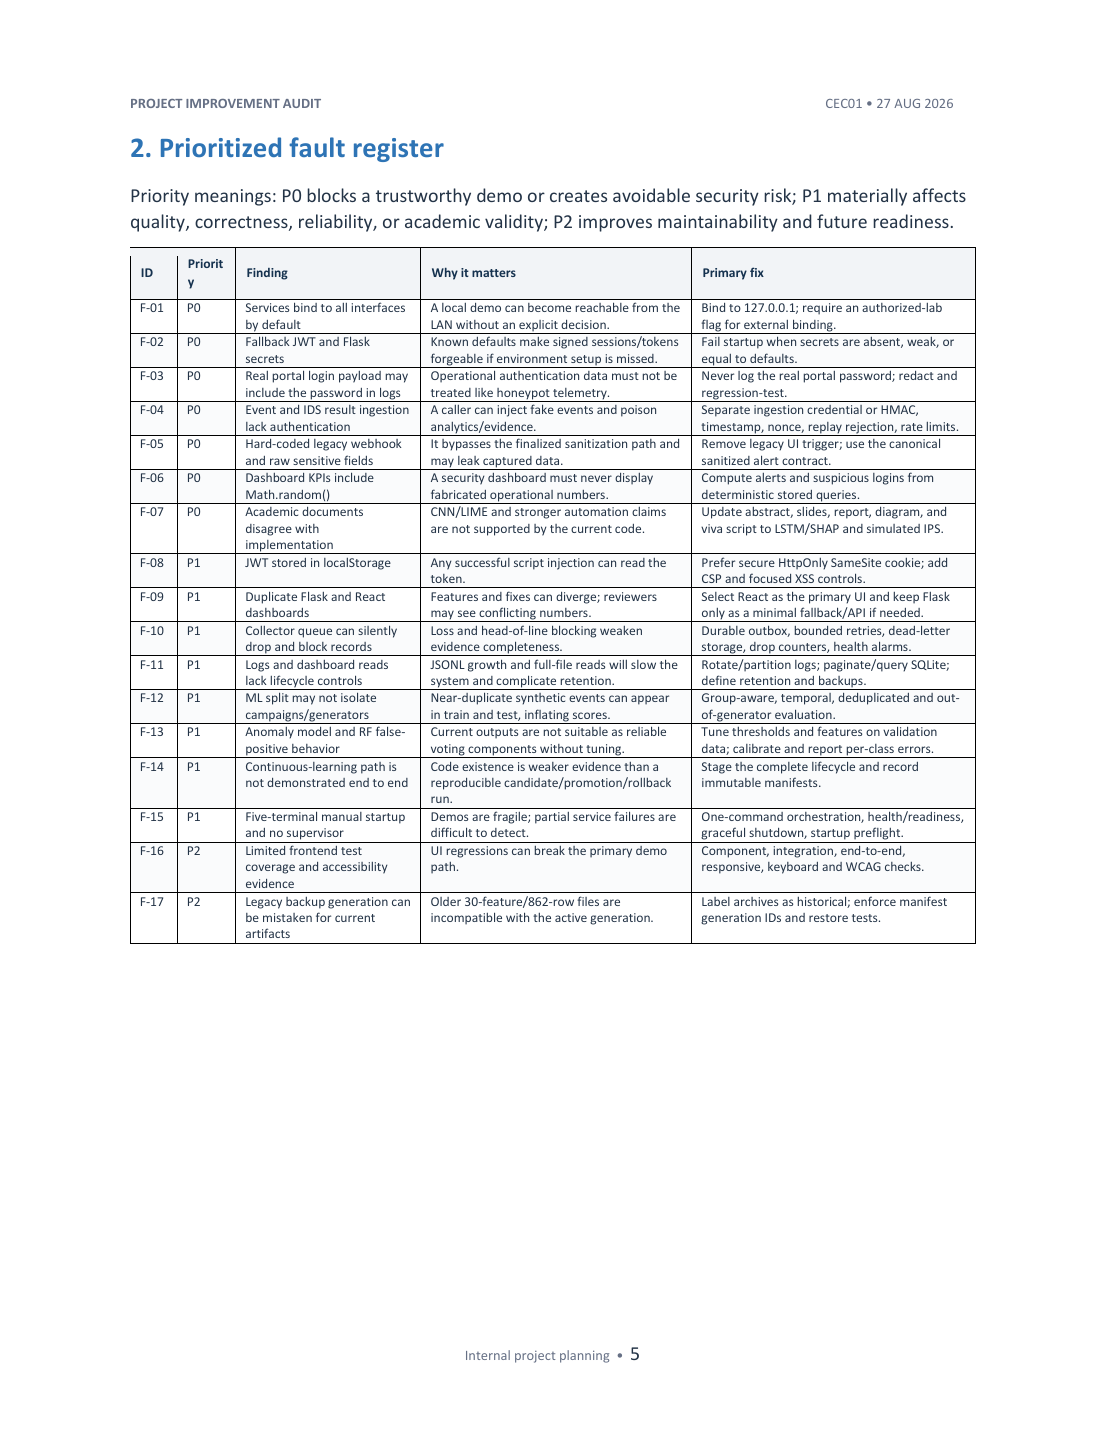 PROJECT IMPROVEMENT AUDIT
CEC01 • 27 AUG 2026
2. Prioritized fault register
Priority meanings: P0 blocks a trustworthy demo or creates avoidable security risk; P1 materially affects
quality, correctness, reliability, or academic validity; P2 improves maintainability and future readiness.
ID
Priorit
y
Finding
Why it matters
Primary fix
F-01
P0
Services bind to all interfaces
by default
A local demo can become reachable from the
LAN without an explicit decision.
Bind to 127.0.0.1; require an authorized-lab
flag for external binding.
F-02
P0
Fallback JWT and Flask
secrets
Known defaults make signed sessions/tokens
forgeable if environment setup is missed.
Fail startup when secrets are absent, weak, or
equal to defaults.
F-03
P0
Real portal login payload may
include the password in logs
Operational authentication data must not be
treated like honeypot telemetry.
Never log the real portal password; redact and
regression-test.
F-04
P0
Event and IDS result ingestion
lack authentication
A caller can inject fake events and poison
analytics/evidence.
Separate ingestion credential or HMAC,
timestamp, nonce, replay rejection, rate limits.
F-05
P0
Hard-coded legacy webhook
and raw sensitive fields
It bypasses the finalized sanitization path and
may leak captured data.
Remove legacy UI trigger; use the canonical
sanitized alert contract.
F-06
P0
Dashboard KPIs include
Math.random()
A security dashboard must never display
fabricated operational numbers.
Compute alerts and suspicious logins from
deterministic stored queries.
F-07
P0
Academic documents
disagree with
implementation
CNN/LIME and stronger automation claims
are not supported by the current code.
Update abstract, slides, report, diagram, and
viva script to LSTM/SHAP and simulated IPS.
F-08
P1
JWT stored in localStorage
Any successful script injection can read the
token.
Prefer secure HttpOnly SameSite cookie; add
CSP and focused XSS controls.
F-09
P1
Duplicate Flask and React
dashboards
Features and fixes can diverge; reviewers
may see conflicting numbers.
Select React as the primary UI and keep Flask
only as a minimal fallback/API if needed.
F-10
P1
Collector queue can silently
drop and block records
Loss and head-of-line blocking weaken
evidence completeness.
Durable outbox, bounded retries, dead-letter
storage, drop counters, health alarms.
F-11
P1
Logs and dashboard reads
lack lifecycle controls
JSONL growth and full-file reads will slow the
system and complicate retention.
Rotate/partition logs; paginate/query SQLite;
define retention and backups.
F-12
P1
ML split may not isolate
campaigns/generators
Near-duplicate synthetic events can appear
in train and test, inflating scores.
Group-aware, temporal, deduplicated and out-
of-generator evaluation.
F-13
P1
Anomaly model and RF false-
positive behavior
Current outputs are not suitable as reliable
voting components without tuning.
Tune thresholds and features on validation
data; calibrate and report per-class errors.
F-14
P1
Continuous-learning path is
not demonstrated end to end
Code existence is weaker evidence than a
reproducible candidate/promotion/rollback
run.
Stage the complete lifecycle and record
immutable manifests.
F-15
P1
Five-terminal manual startup
and no supervisor
Demos are fragile; partial service failures are
difficult to detect.
One-command orchestration, health/readiness,
graceful shutdown, startup preflight.
F-16
P2
Limited frontend test
coverage and accessibility
evidence
UI regressions can break the primary demo
path.
Component, integration, end-to-end,
responsive, keyboard and WCAG checks.
F-17
P2
Legacy backup generation can
be mistaken for current
artifacts
Older 30-feature/862-row files are
incompatible with the active generation.
Label archives as historical; enforce manifest
generation IDs and restore tests.
Internal project planning • 5